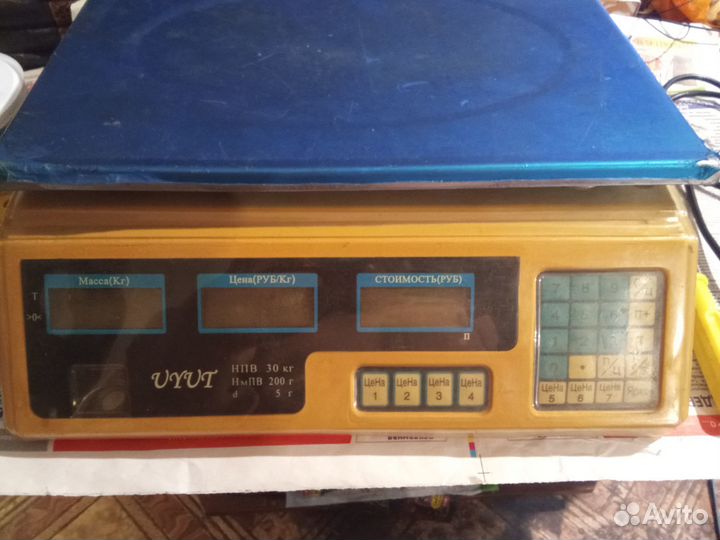 Масса(Кг)
Цена(РУБ/Кг)
СТОИМОСТЬ(РУБ)
T
>0<
П
UYUT
НПВ 30 кг
НмПВ 200 г
d 5 г
Цена 1
Цена 2
Цена 3
Цена 4
7 8 9
4 5 6 П+
1 2
Цена 5
Цена 6
Цена 7
Avito